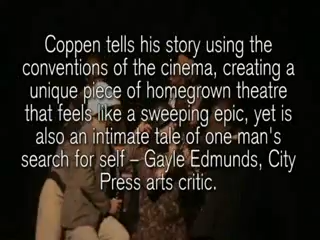 Coppen tells his story using the
conventions of the cinema, creating a
unique piece of homegrown theatre
that feels like a sweeping epic, yet is
also an intimate tale of one man's
search for self – Gayle Edmunds, City
Press arts critic.